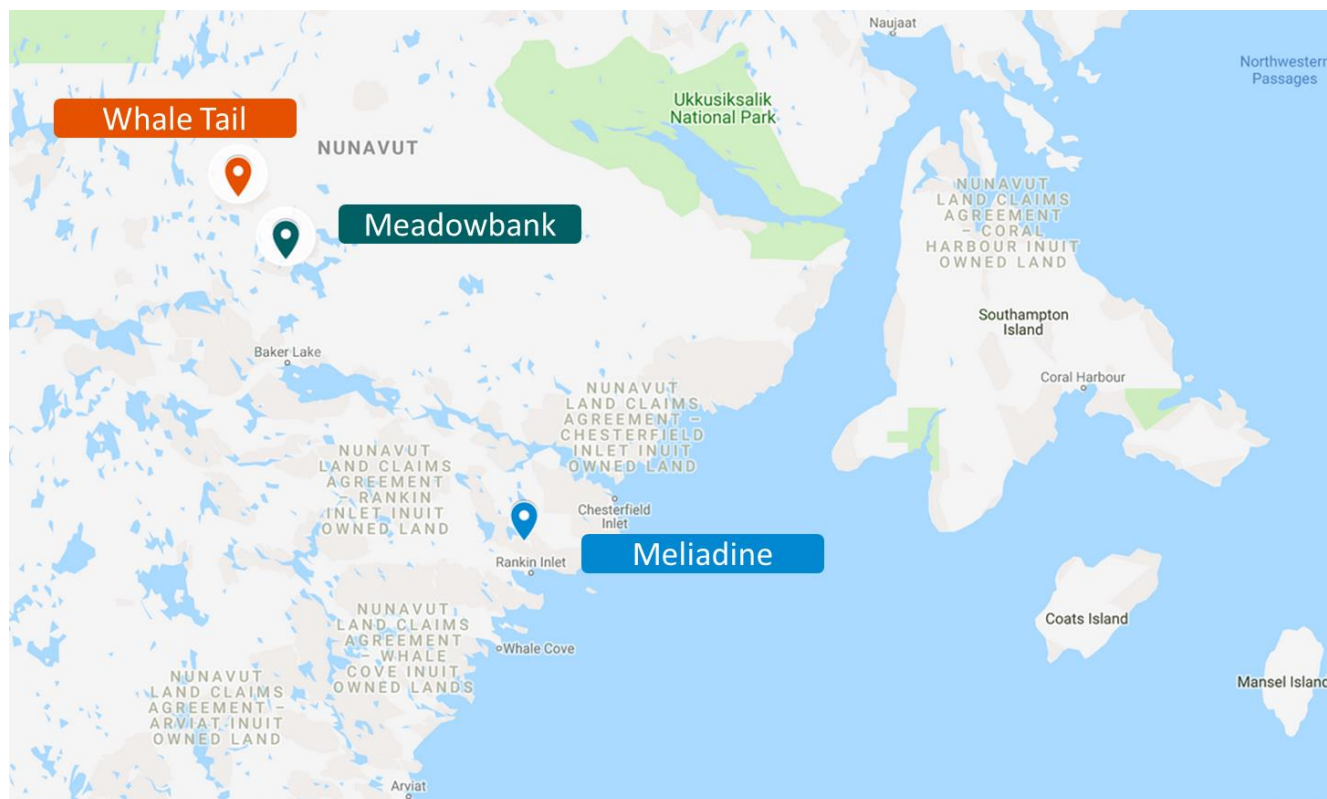 Naujaat
Northwestern
Passages
Ukkusiksalik
National Park
Whale Tail
NUNAVUT
Meadowbank
NUNAVUT
LAND CLAIMS
AGREEMENT
– CORAL
HARBOUR INUIT
OWNED LAND
Southampton
Island
Baker Lake
Coral Harbour
NUNAVUT
LAND CLAIMS
AGREEMENT –
CHESTERFIELD
INLET INUIT
OWNED LAND
NUNAVUT
LAND CLAIMS
AGREEMENT
– RANKIN
INLET INUIT
OWNED LAND
Chesterfield
Inlet
Meliadine
Rankin Inlet
NUNAVUT
LAND CLAIMS
AGREEMENT
– WHALE
COVE INUIT
OWNED LANDS
Whale Cove
Coats Island
Mansel Island
NUNAVUT
LAND CLAIMS
AGREEMENT –
ARVIAT INUIT
OWNED LAND
Arviat